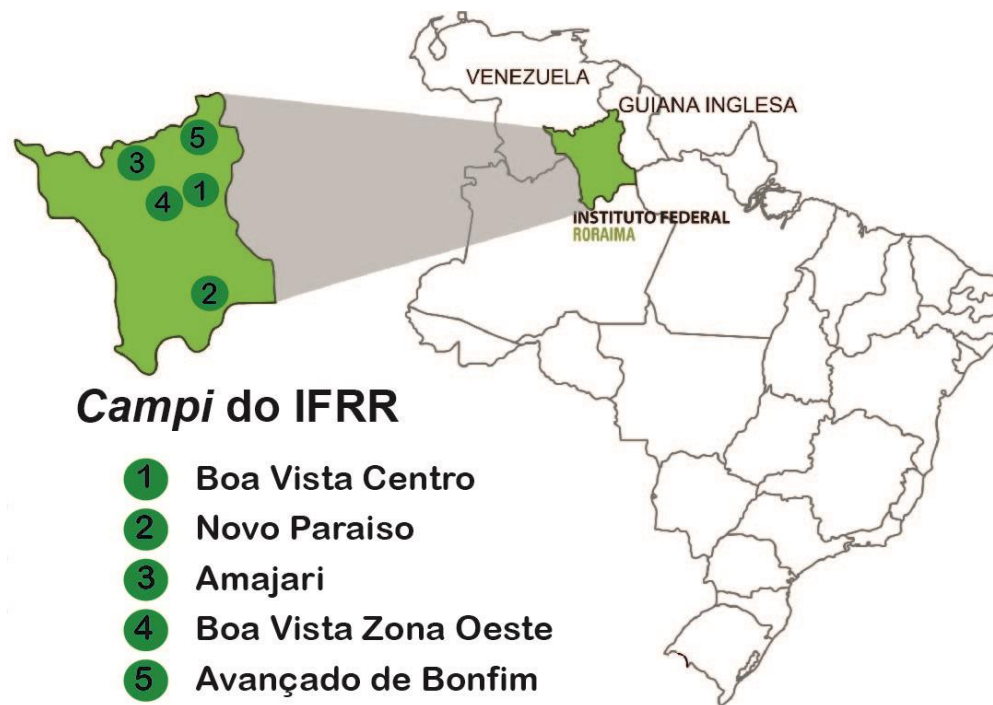 VENEZUELA
GUIANA INGLESA
5
3
4
1
2
INSTITUTO FEDERAL
RORAIMA
Campi do IFRR
1 Boa Vista Centro
2 Novo Paraiso
3 Amajari
4 Boa Vista Zona Oeste
5 Avançado de Bonfim